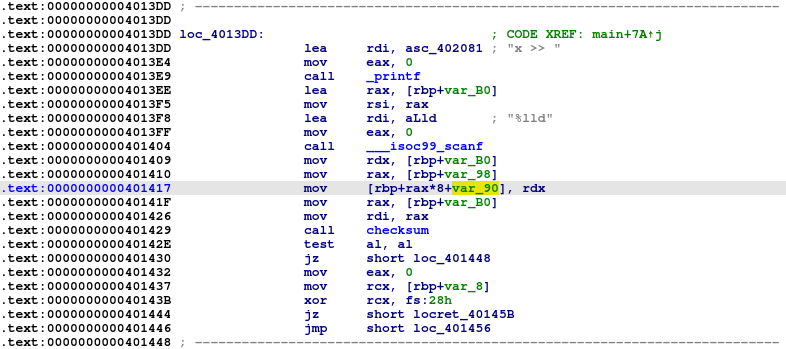 .text:00000000004013DD ; ---------------------------------------------------------------------------
.text:00000000004013DD
.text:00000000004013DD loc_4013DD: ; CODE XREF: main+7A↑j
.text:00000000004013DD lea rdi, asc_402081 ; "x >> "
.text:00000000004013E4 mov eax, 0
.text:00000000004013E9 call _printf
.text:00000000004013EE lea rax, [rbp+var_B0]
.text:00000000004013F5 mov rsi, rax
.text:00000000004013F8 lea rdi, aLld ; "%lld"
.text:00000000004013FF mov eax, 0
.text:0000000000401404 call ___isoc99_scanf
.text:0000000000401409 mov rdx, [rbp+var_B0]
.text:0000000000401410 mov rax, [rbp+var_98]
.text:0000000000401417 mov [rbp+rax*8+var_90], rdx
.text:000000000040141F mov rax, [rbp+var_B0]
.text:0000000000401426 mov rdi, rax
.text:0000000000401429 call checksum
.text:000000000040142E test al, al
.text:0000000000401430 jz short loc_401448
.text:0000000000401432 mov eax, 0
.text:0000000000401437 mov rcx, [rbp+var_8]
.text:000000000040143B xor rcx, fs:28h
.text:0000000000401444 jz short locret_40145B
.text:0000000000401446 jmp short loc_401456
.text:0000000000401448 ; ---------------------------------------------------------------------------